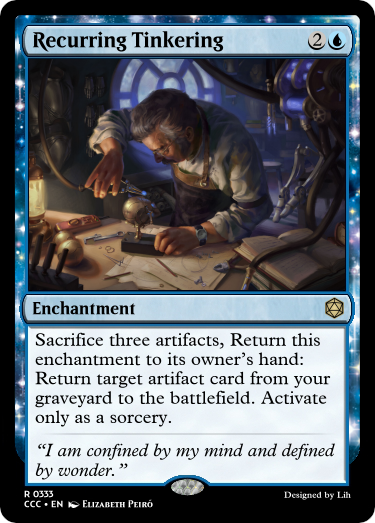 Recurring Tinkering 2
Enchantment
Sacrifice three artifacts, Return this
enchantment to its owner's hand:
Return target artifact card from your
graveyard to the battlefield. Activate
only as a sorcery.
“I am confined by my mind and defined
by wonder.”
R 0333
CCC • EN Elizabeth Peiró
Designed by Lih